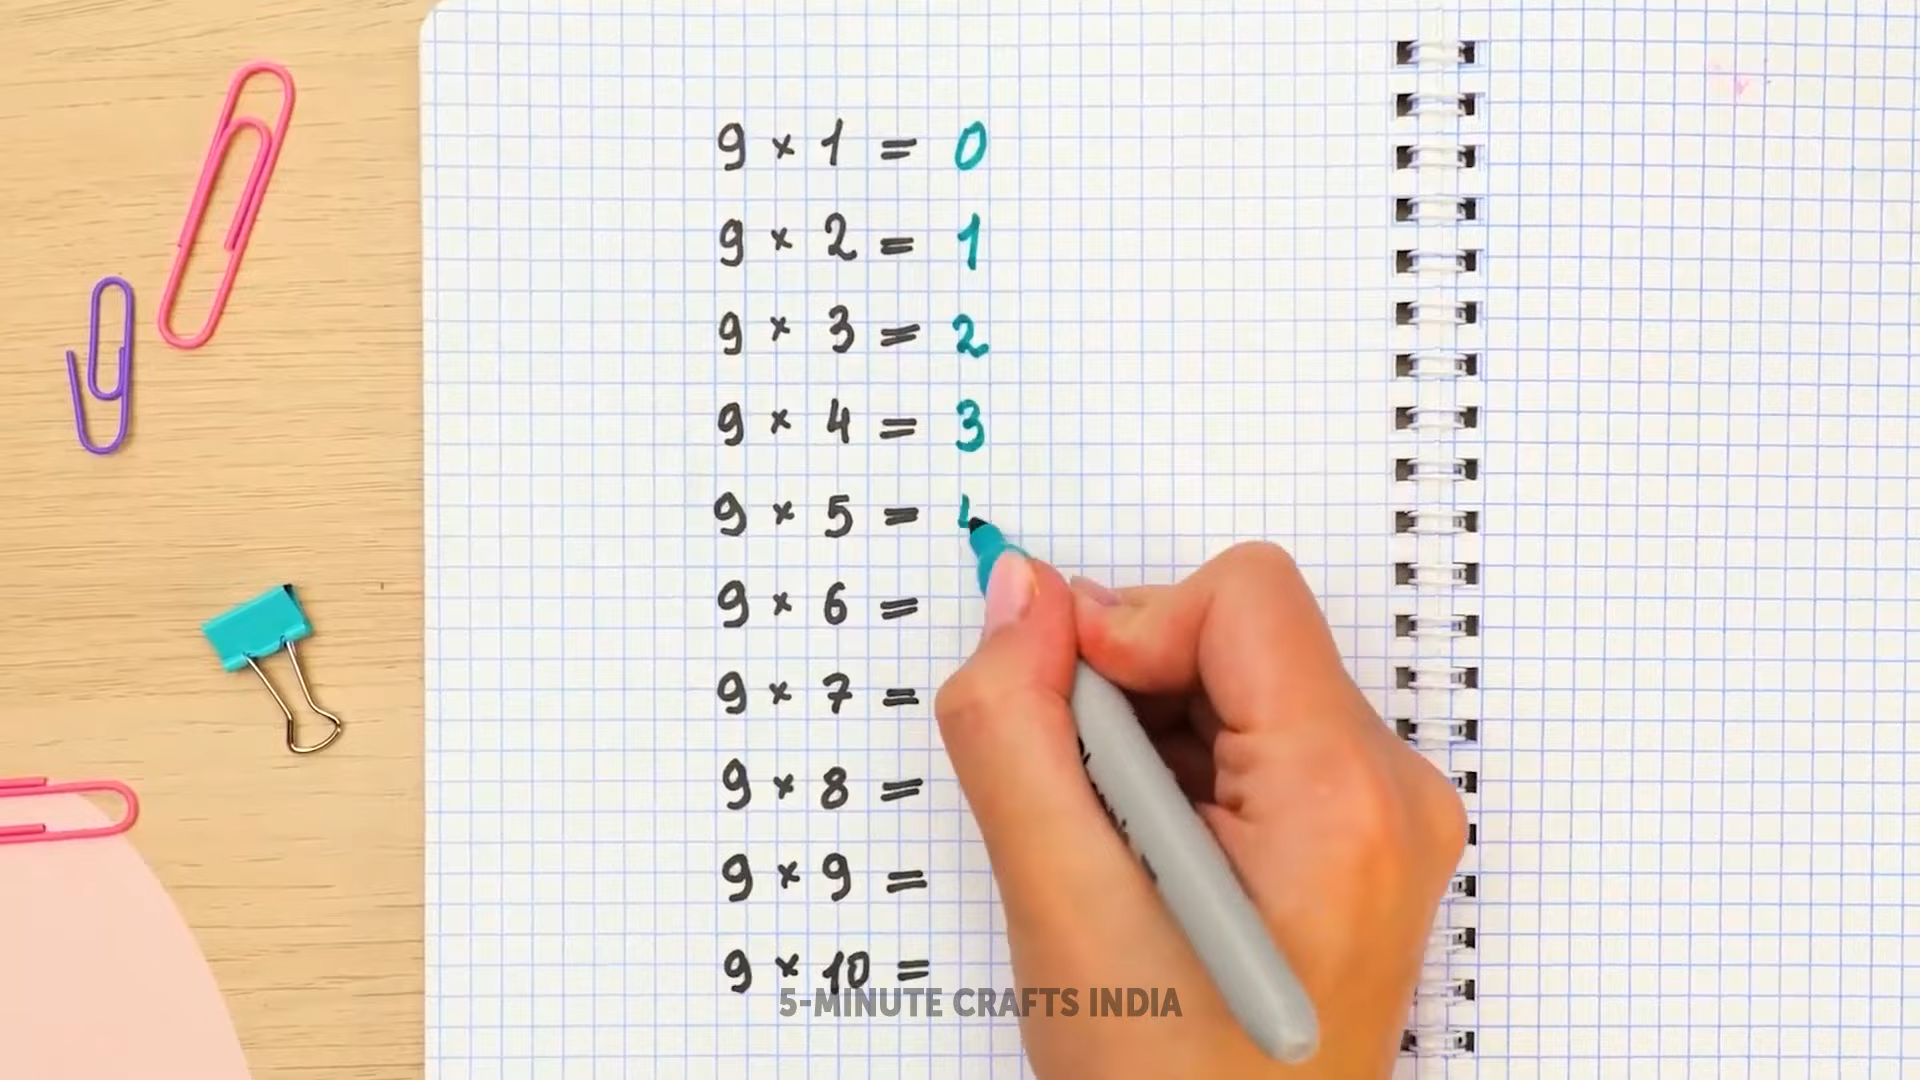 9 × 1 = 0
9 × 2 = 1
9 × 3 = 2
9 × 4 = 3
9 × 5 =
9 × 6 =
9 × 7 =
9 × 8 =
9 × 9 =
9 × 10 =
5-MINUTE CRAFTS INDIA